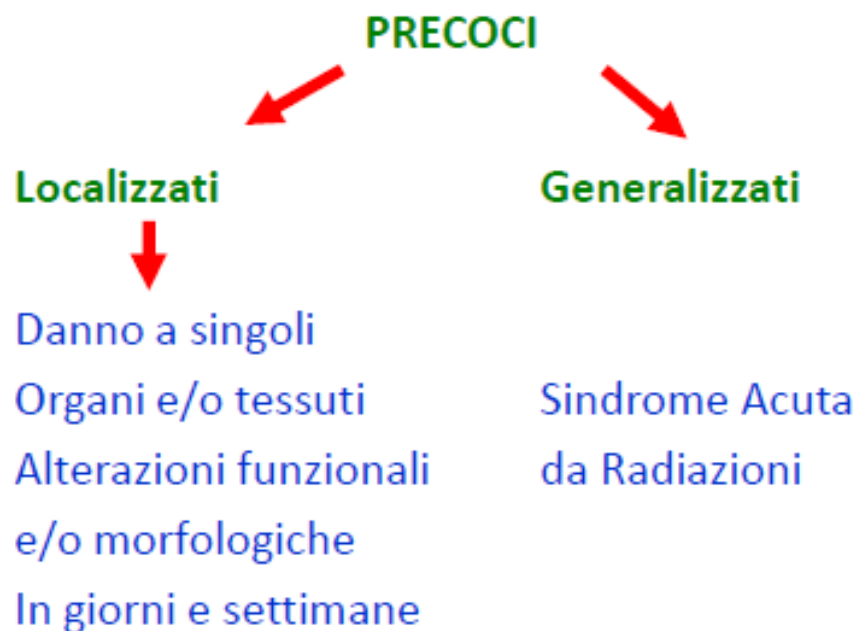 PRECOCI
Localizzati
Generalizzati
Danno a singoli
Organi e/o tessuti
Alterazioni funzionali
e/o morfologiche
In giorni e settimane
Sindrome Acuta
da Radiazioni